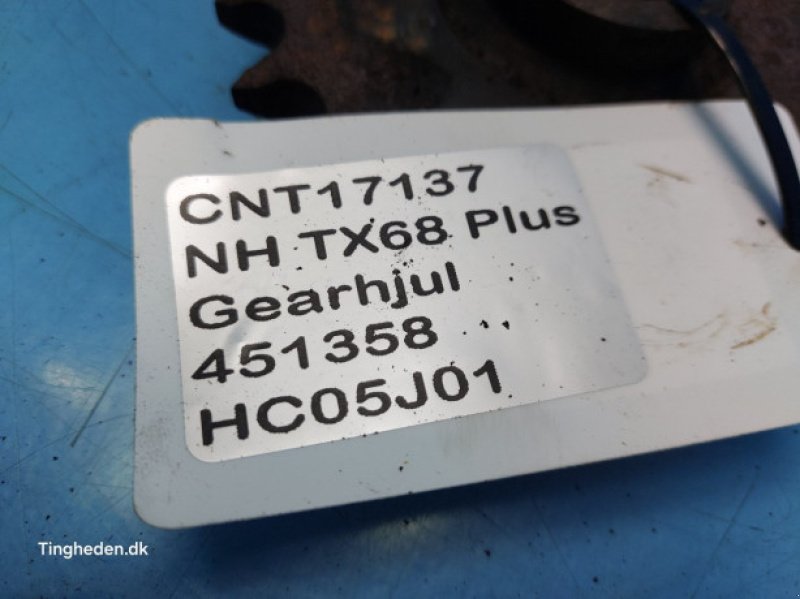 CNT17137
NH TX68 Plus
Gearhjul
451358
HC05J01
Tingheden.dk